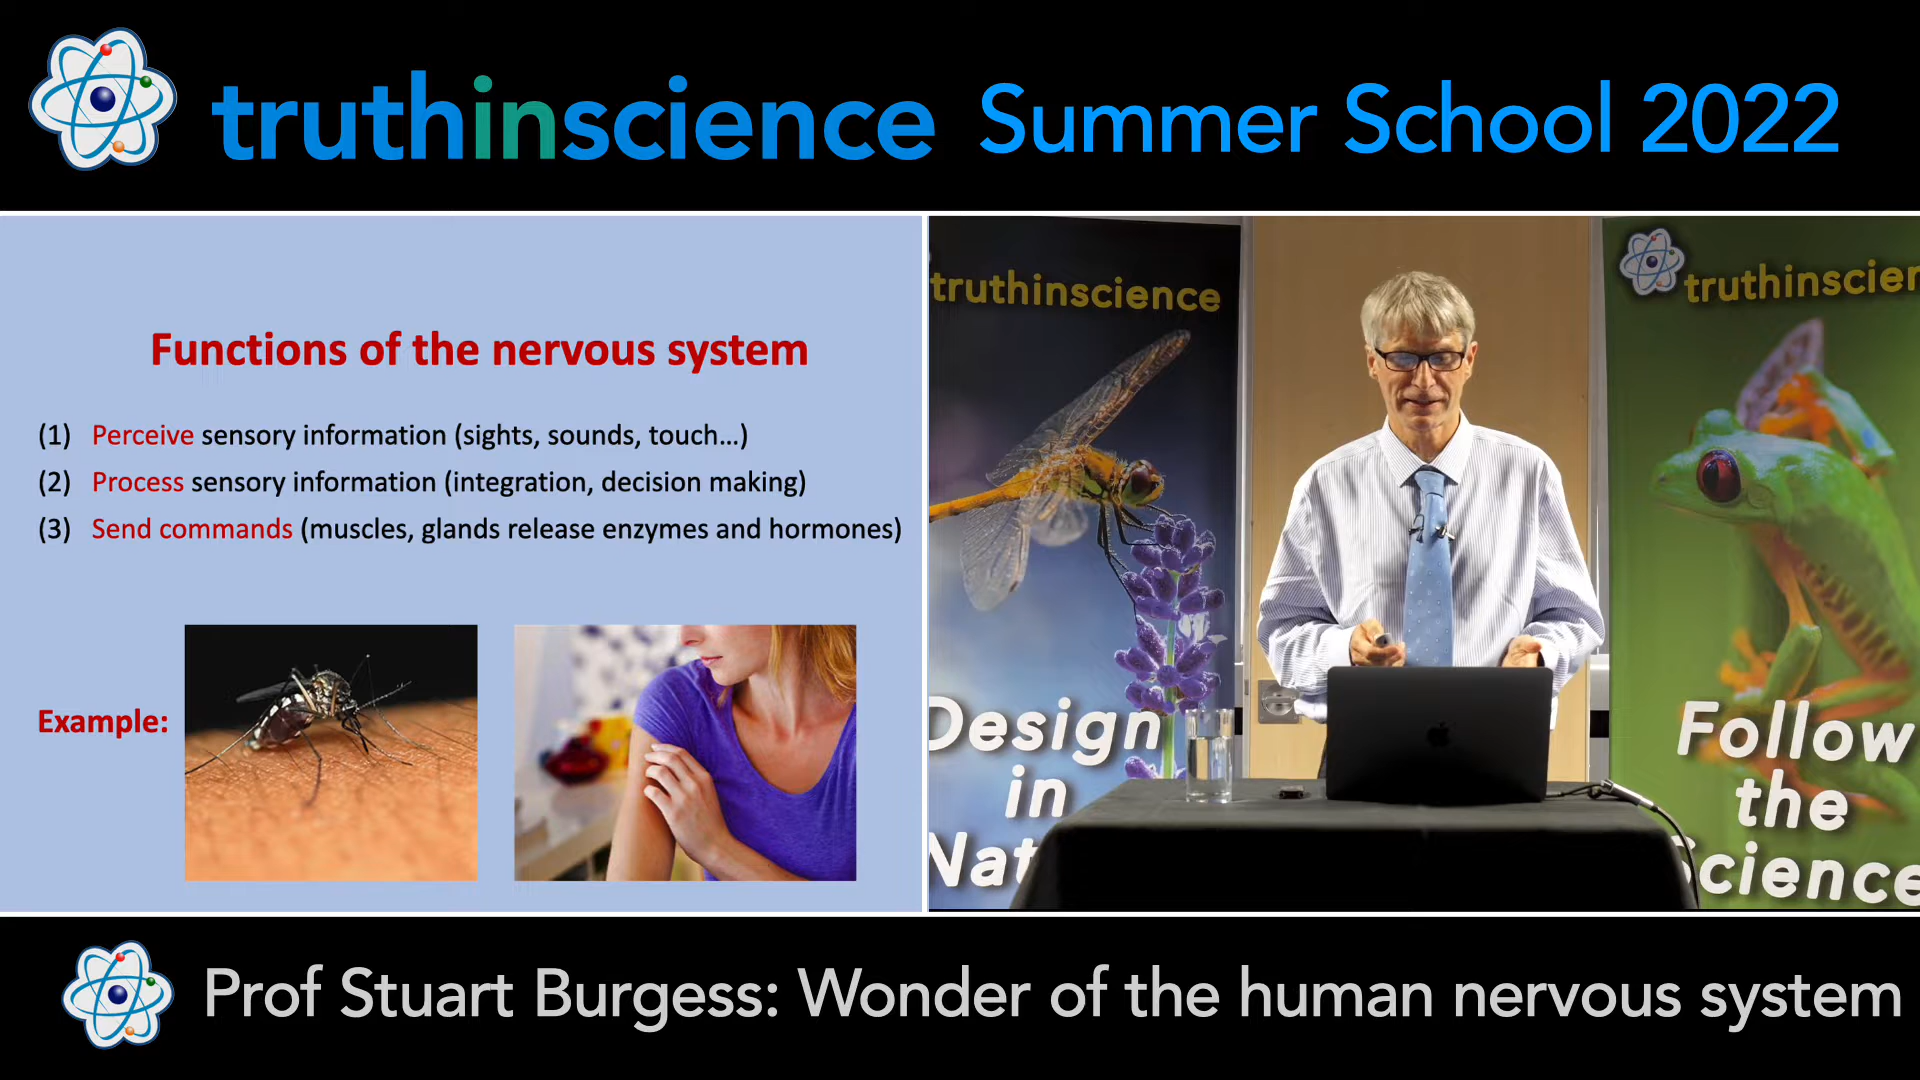 truthinscience Summer School 2022
Functions of the nervous system
(1) Perceive sensory information (sights, sounds, touch...)
(2) Process sensory information (integration, decision making)
(3) Send commands (muscles, glands release enzymes and hormones)
Example:
truthinscience
Design
in
Nat
truthinscien
Follow
the
Science
Prof Stuart Burgess: Wonder of the human nervous system